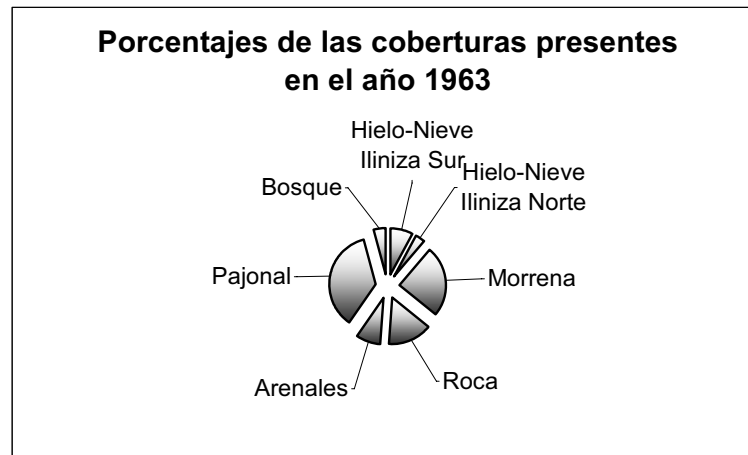 Porcentajes de las coberturas presentes
en el año 1963
Hielo-Nieve
Iliniza Sur
Hielo-Nieve
Iliniza Norte
Bosque
Pajonal
Morrena
Arenales
Roca